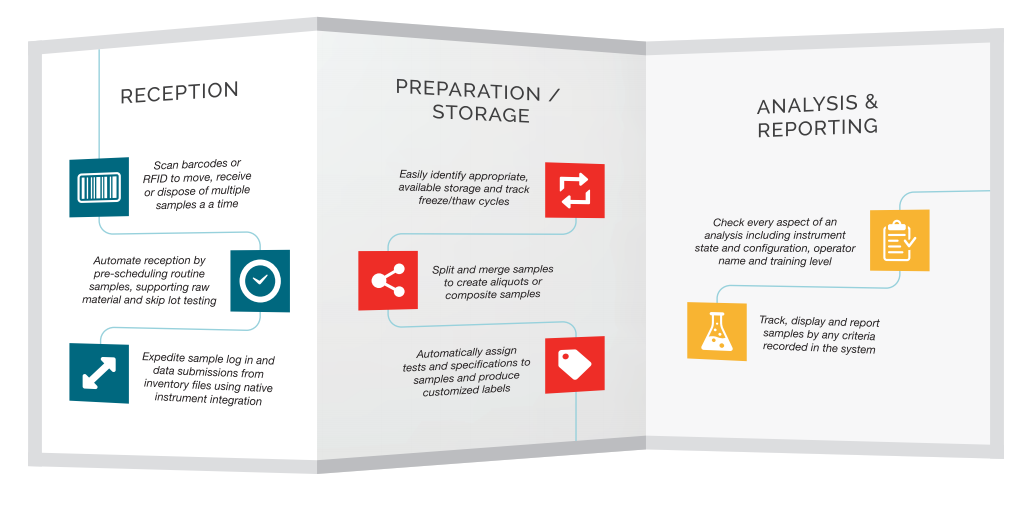 RECEPTION
Scan barcodes or
RFID to move, receive
or dispose of multiple
samples a a time
Automate reception by
pre-scheduling routine
samples, supporting raw
material and skip lot testing
Expedite sample log in and
data submissions from
inventory files using native
instrument integration
PREPARATION /
STORAGE
Easily identify appropriate,
available storage and track
freeze/thaw cycles
Split and merge samples
to create aliquots or
composite samples
Automatically assign
tests and specifications to
samples and produce
customized labels
ANALYSIS &
REPORTING
Check every aspect of an
analysis including instrument
state and configuration, operator
name and training level
Track, display and report
samples by any criteria
recorded in the system